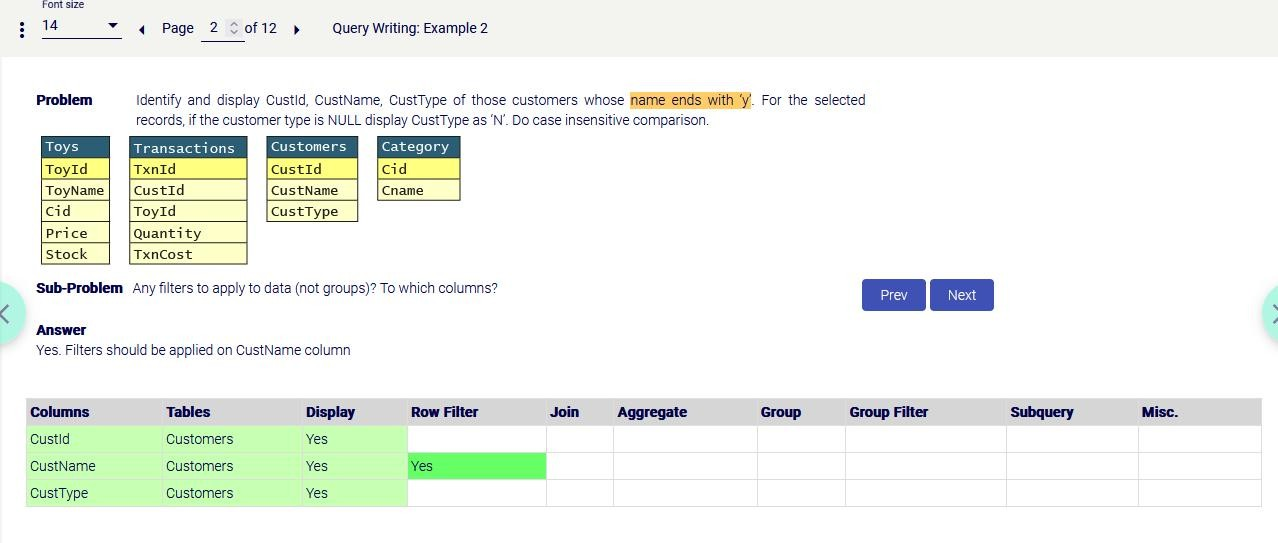 Font size
14 Page 2 of 12 Query Writing: Example 2
Problem Identify and display CustId, CustName, CustType of those customers whose name ends with ‘y’. For the selected
records, if the customer type is NULL display CustType as ‘N’. Do case insensitive comparison.
Toys Transactions Customers Category
ToyId TxnId CustId Cid
ToyName CustId CustName Cname
Cid ToyId CustType
Price Quantity
Stock TxnCost
Sub-Problem Any filters to apply to data (not groups)? To which columns?
Prev Next
Answer
Yes. Filters should be applied on CustName column
Columns Tables Display Row Filter Join Aggregate Group Group Filter Subquery Misc.
CustId Customers Yes
CustName Customers Yes Yes
CustType Customers Yes